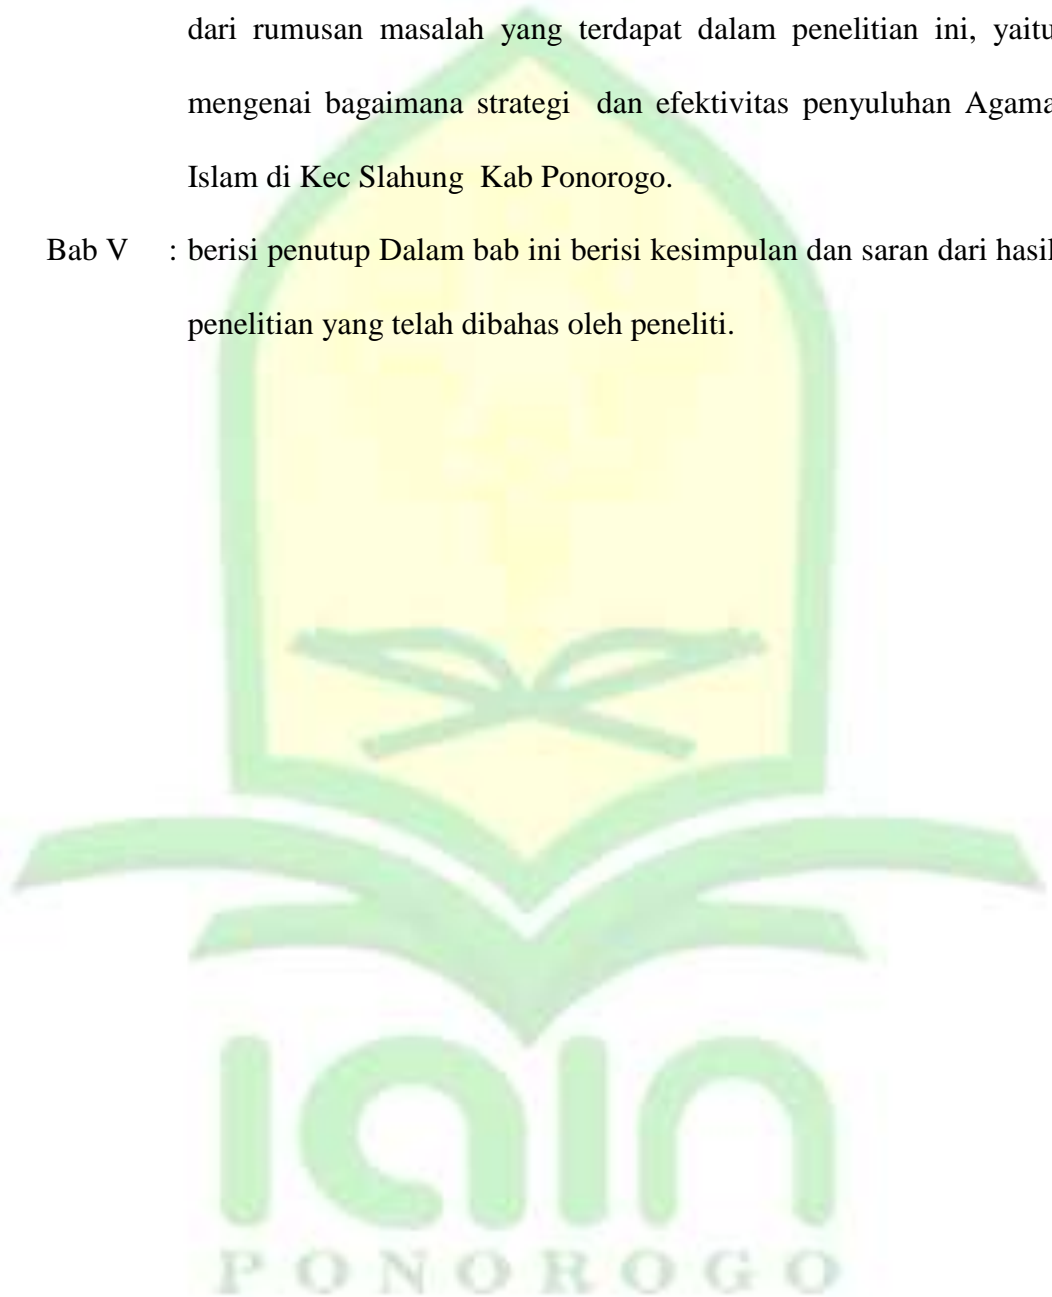 dari rumusan masalah yang terdapat dalam penelitian ini, yaitu
mengenai bagaimana strategi dan efektivitas penyuluhan Agama
Islam di Kec Slahung Kab Ponorogo.
Bab V : berisi penutup Dalam bab ini berisi kesimpulan dan saran dari hasil
penelitian yang telah dibahas oleh peneliti.
iain
PONOROGO